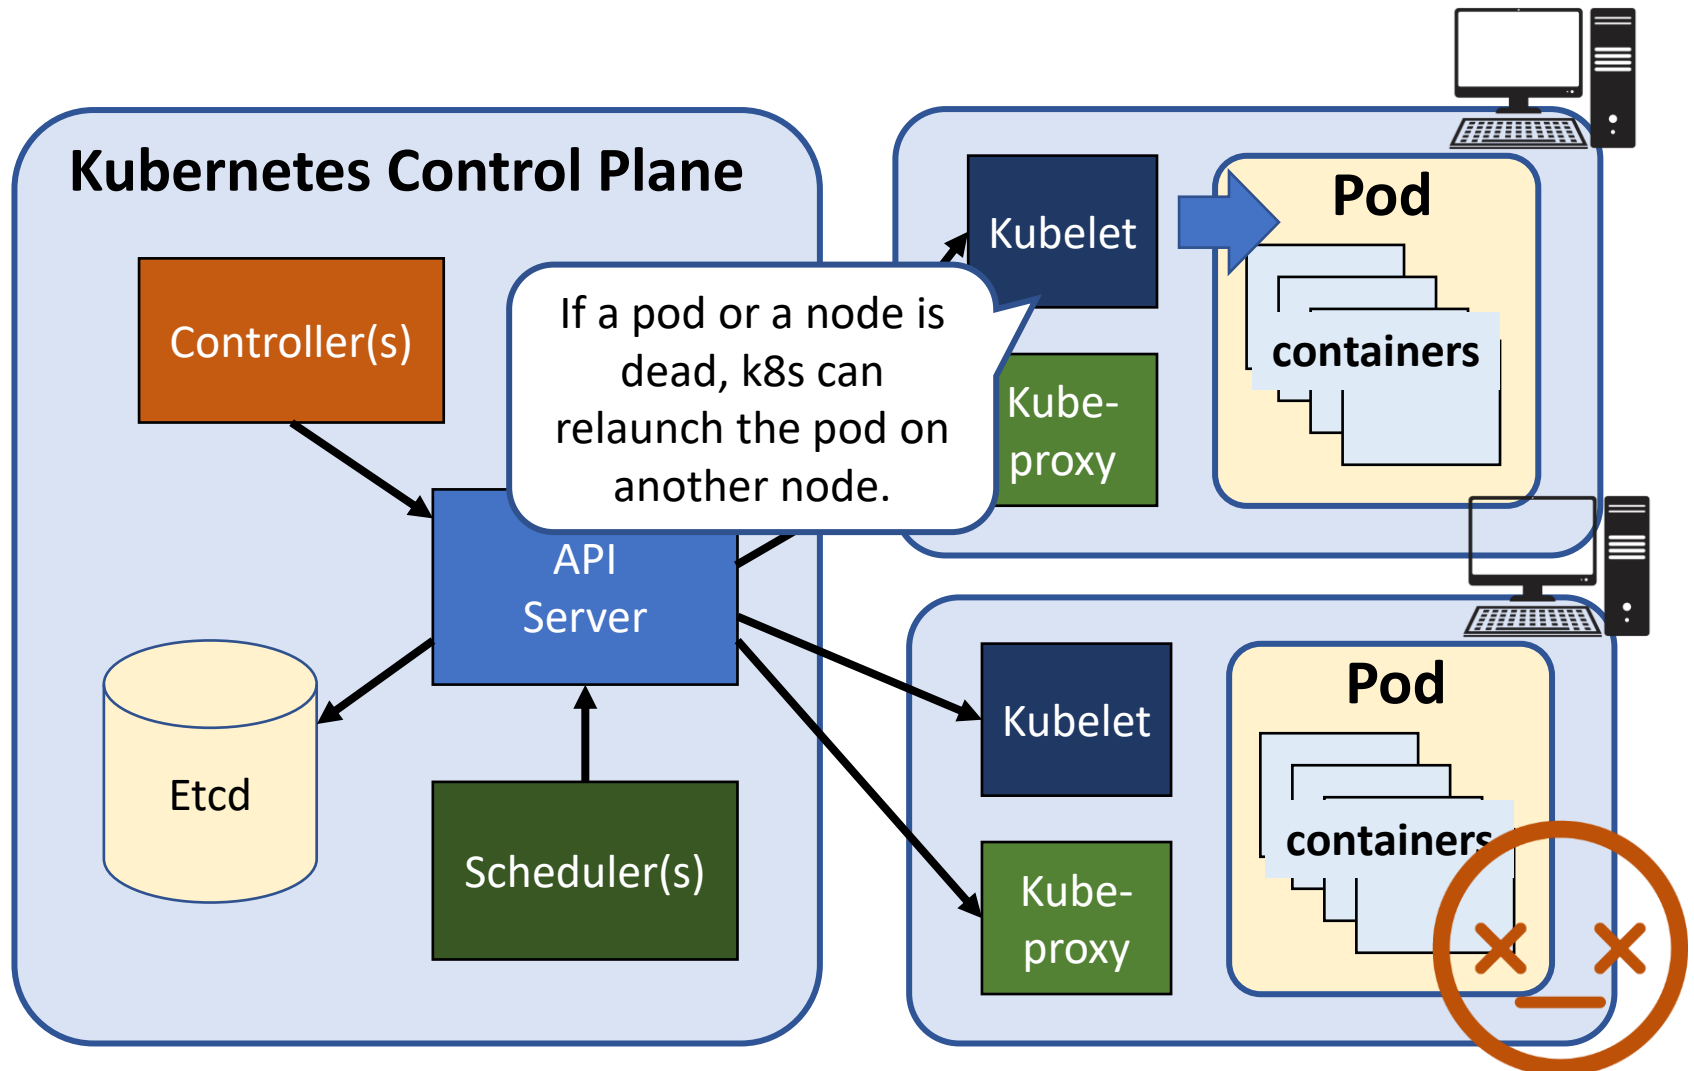 Kubernetes Control Plane
Controller(s)
If a pod or a node is
dead, k8s can
relaunch the pod on
another node.
API
Server
Etcd
Scheduler(s)
Kubelet
Kube-
proxy
Pod
containers
Kubelet
Kube-
proxy
Pod
containers